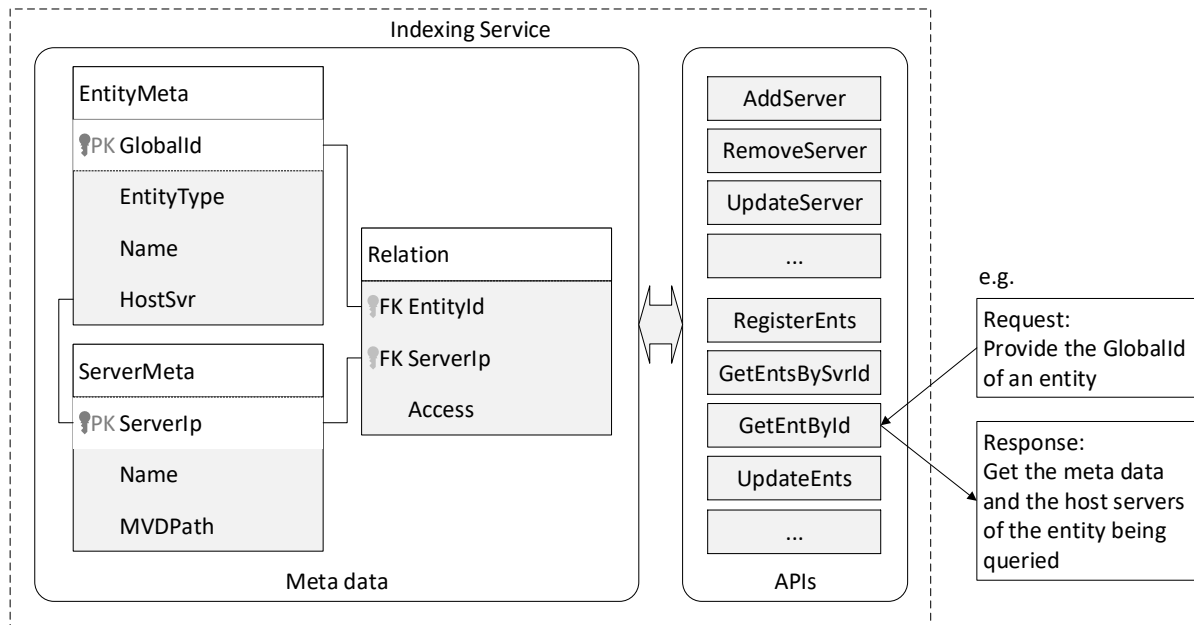 Indexing Service
EntityMeta
PK GlobalId
EntityType
Name
HostSvr
ServerMeta
PK ServerIp
Name
MVDPath
Relation
FK EntityId
FK ServerIp
Access
Meta data
AddServer
RemoveServer
UpdateServer
...
RegisterEnts
GetEntsBySvrId
GetEntById
UpdateEnts
...
APIs
e.g.
Request:
Provide the GlobalId
of an entity
Response:
Get the meta data
and the host servers
of the entity being
queried